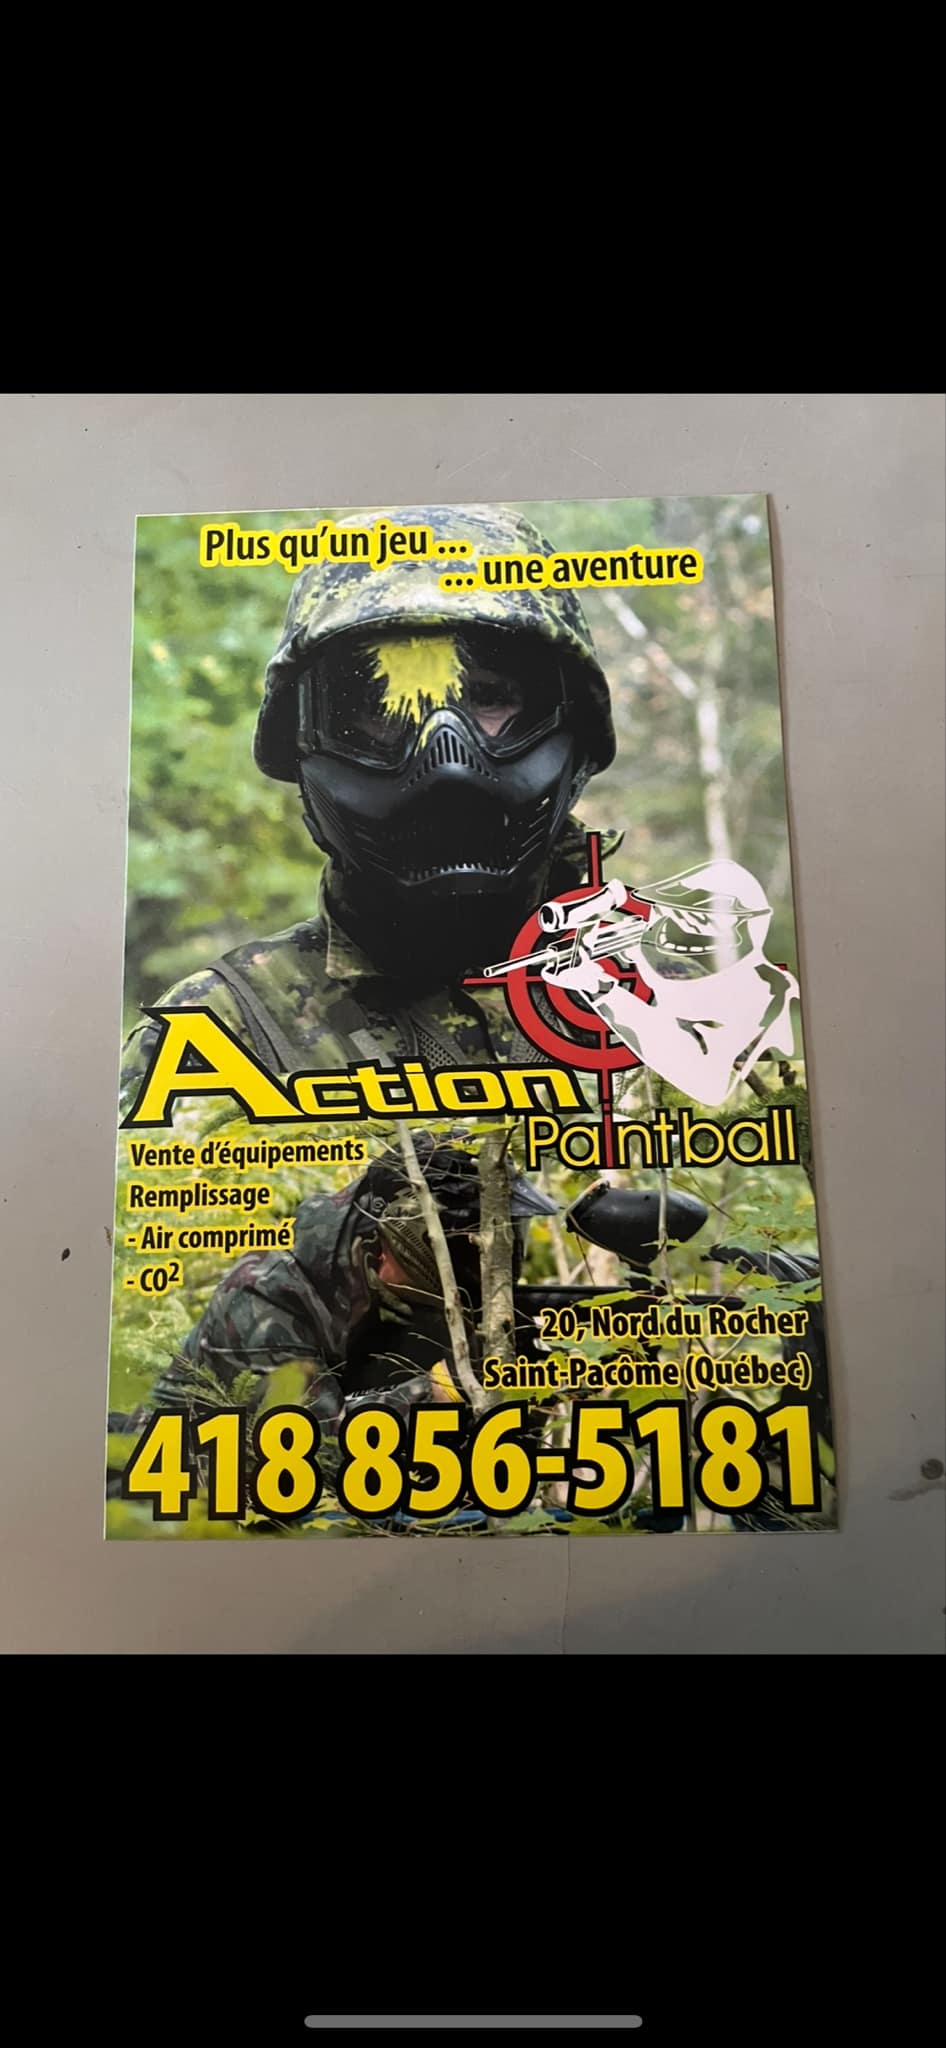 Plus qu'un jeu ...
... une aventure
Action
Paintball
Vente d'équipements
Remplissage
- Air comprimé
- CO²
20, Nord du Rocher
Saint-Pacôme (Québec)
418 856-5181